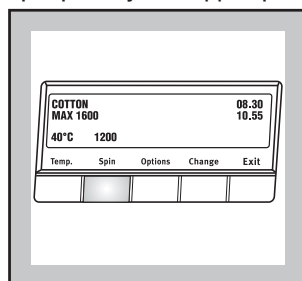 COTTON 08.30
MAX 1600 10.55
40°C 1200
Temp. Spin Options Change Exit